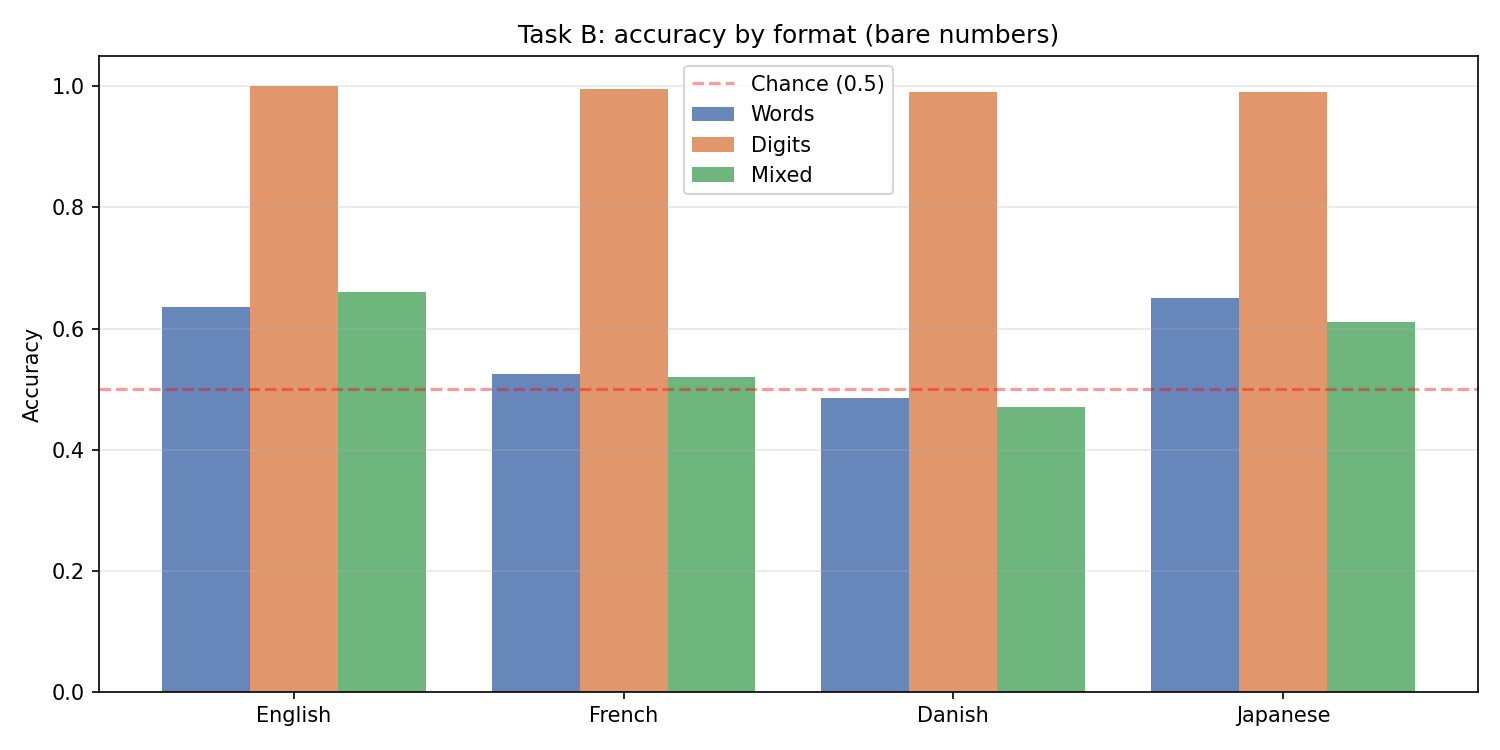 Task B: accuracy by format (bare numbers)
Chance (0.5)
Words
Digits
Mixed
Accuracy
1.0
0.8
0.6
0.4
0.2
0.0
English French Danish Japanese